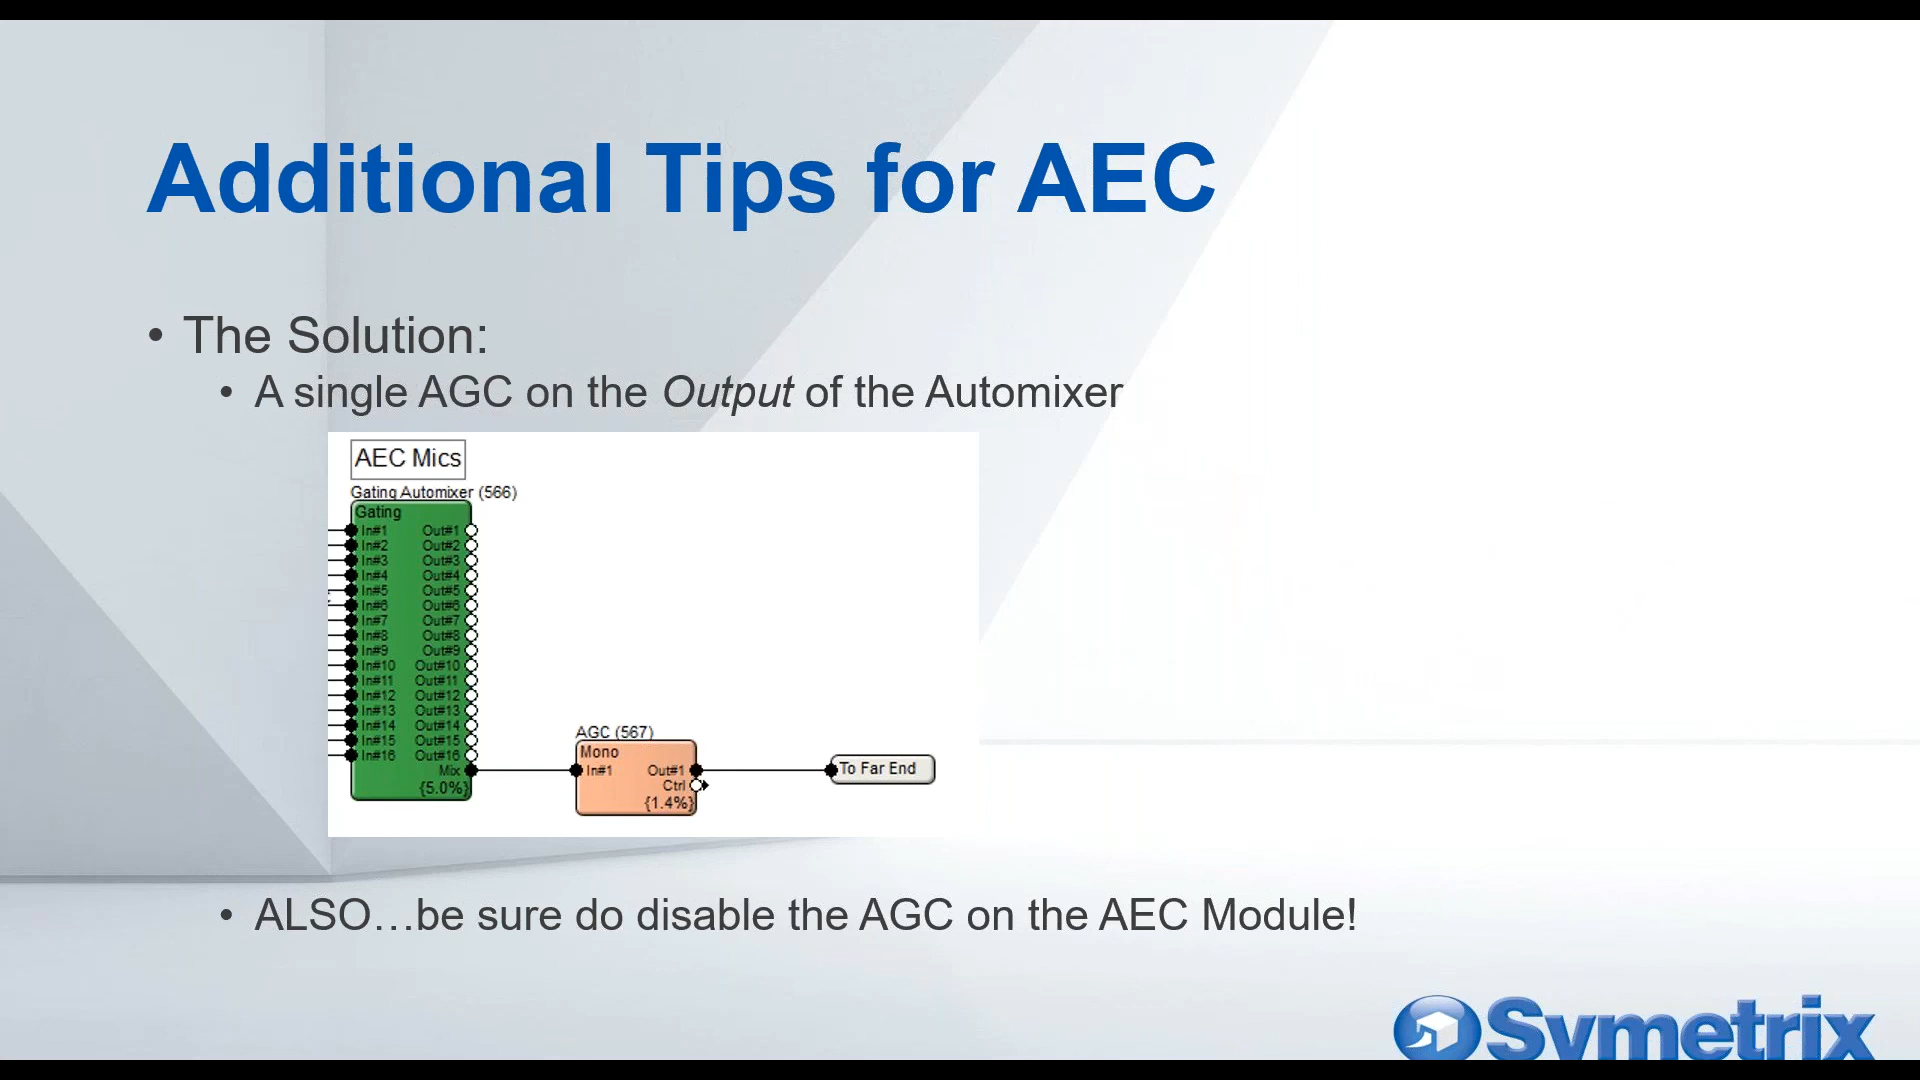 Additional Tips for AEC
• The Solution:
• A single AGC on the Output of the Automixer
AEC Mics
Gating Automixer (566)
Gating
In#1 Out#1
In#2 Out#2
In#3 Out#3
In#4 Out#4
In#5 Out#5
In#6 Out#6
In#7 Out#7
In#8 Out#8
In#9 Out#9
In#10 Out#10
In#11 Out#11
In#12 Out#12
In#13 Out#13
In#14 Out#14
In#15 Out#15
In#16 Out#16
Mix
{5.0%}
AGC (567)
Mono
In#1 Out#1
Ctrl
{1.4%}
To Far End
• ALSO…be sure do disable the AGC on the AEC Module!
Symetrix